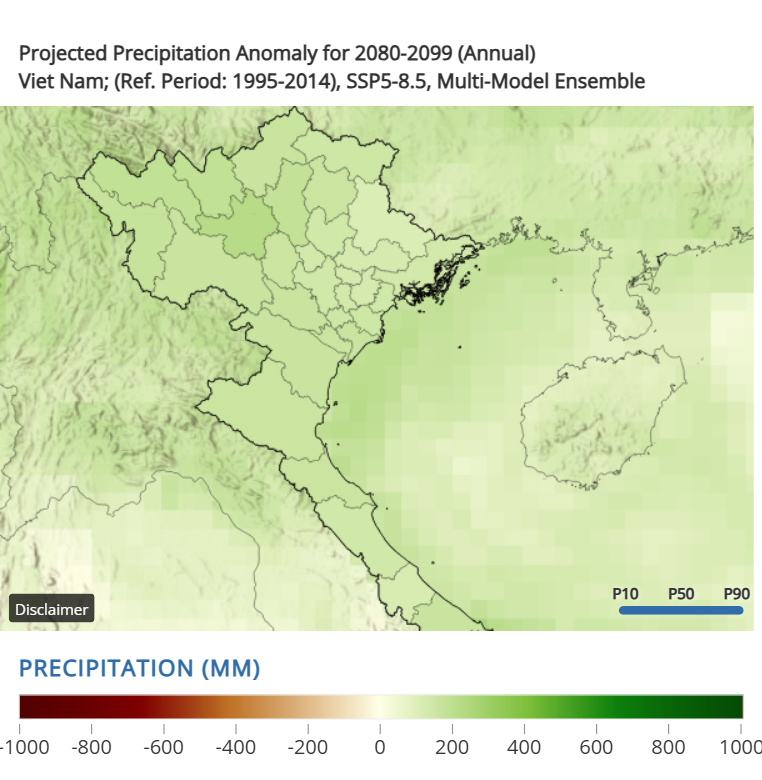 Projected Precipitation Anomaly for 2080-2099 (Annual)
Viet Nam; (Ref. Period: 1995-2014), SSP5-8.5, Multi-Model Ensemble
P10 P50 P90
Disclaimer
PRECIPITATION (MM)
-1000 -800 -600 -400 -200 0 200 400 600 800 1000